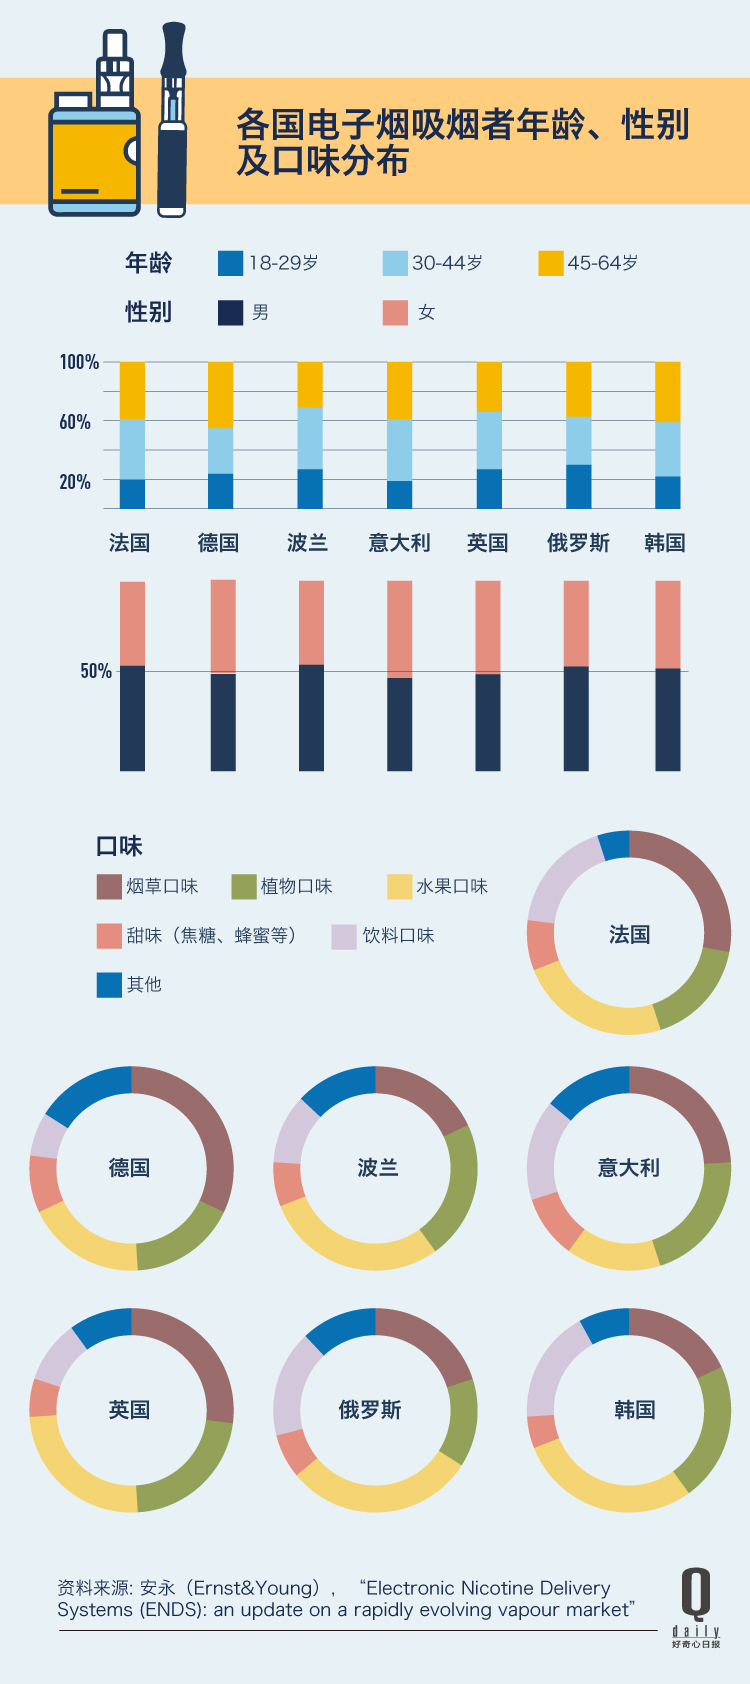 各国电子烟吸烟者年龄、性别
及口味分布
年龄 18-29岁 30-44岁 45-64岁
性别 男 女
100%
60%
20%
法国 德国 波兰 意大利 英国 俄罗斯 韩国
50%
口味
烟草口味 植物口味 水果口味
甜味（焦糖、蜂蜜等） 饮料口味
其他
法国
德国 波兰 意大利
英国 俄罗斯 韩国
资料来源: 安永（Ernst&Young）, “Electronic Nicotine Delivery
Systems (ENDS): an update on a rapidly evolving vapour market”
Q
daily
好奇心日报